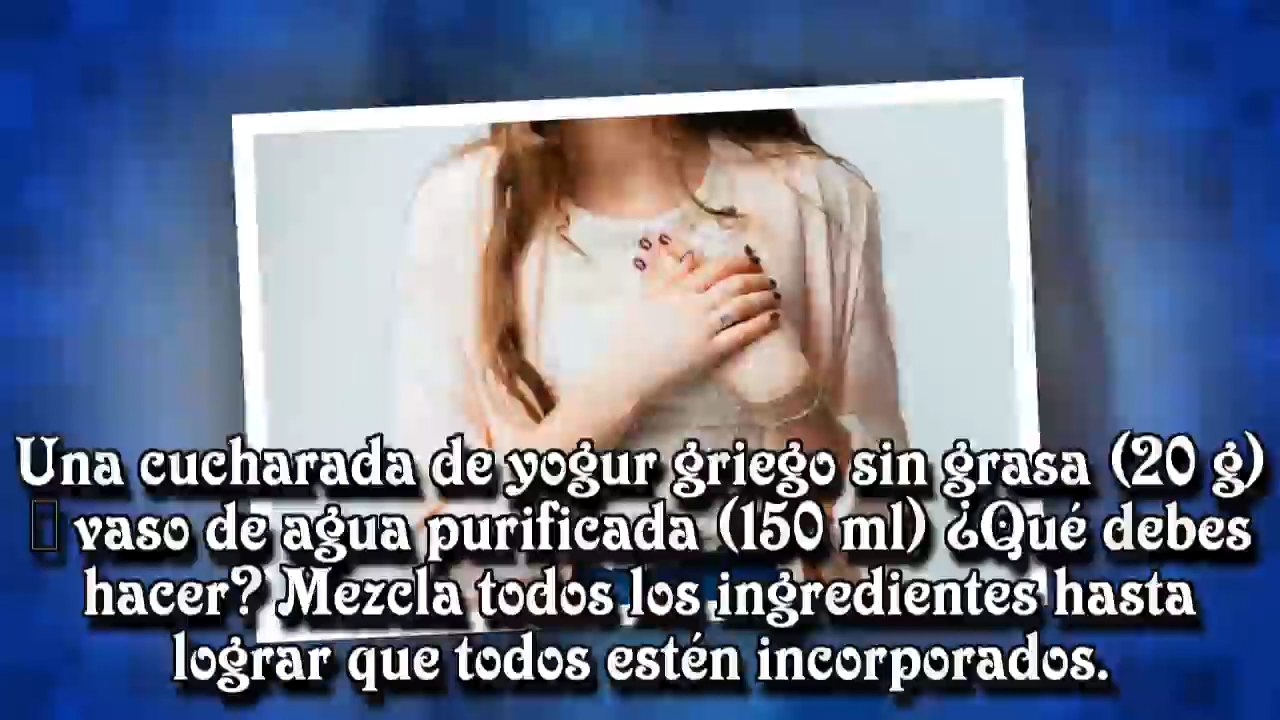 Una cucharada de yogur griego sin grasa (20 g)
vaso de agua purificada (150 ml) ¿Qué debes
hacer? Mezcla todos los ingredientes hasta
lograr que todos estén incorporados.